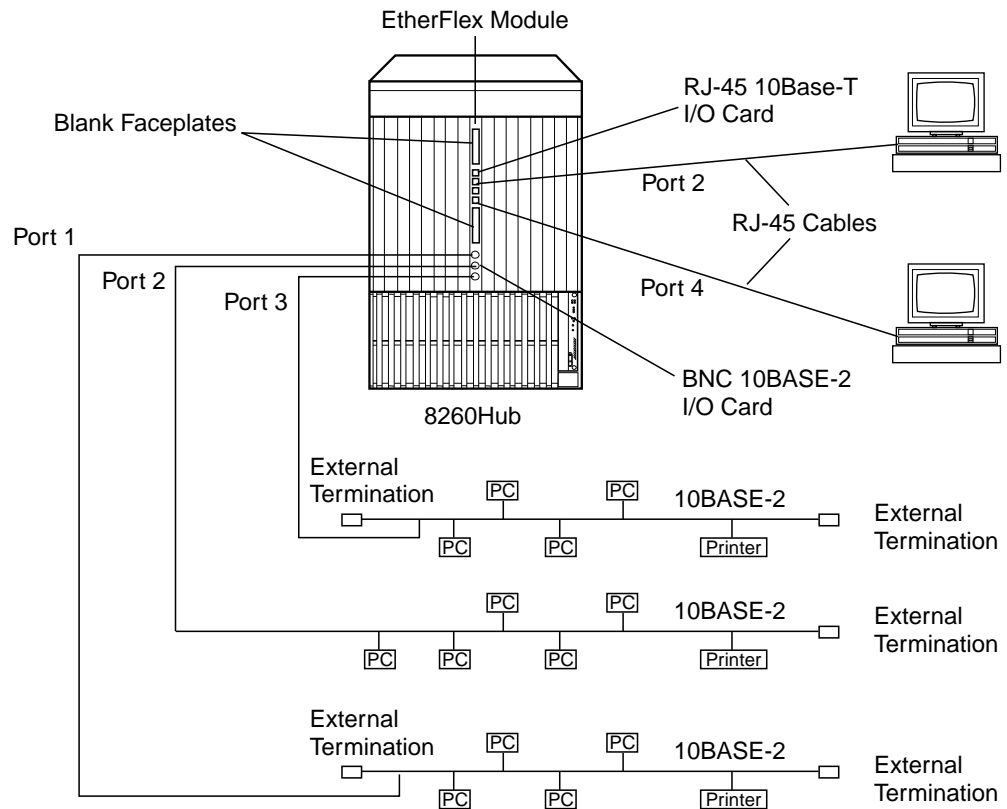 EtherFlex Module
RJ-45 10Base-T
I/O Card
Blank Faceplates
Port 2
RJ-45 Cables
Port 1
Port 2
Port 3
Port 4
BNC 10BASE-2
I/O Card
8260Hub
External
Termination
PC
PC
10BASE-2
External
Termination
PC
PC
Printer
PC
PC
10BASE-2
External
Termination
PC
PC
PC
Printer
External
Termination
PC
PC
10BASE-2
External
Termination
PC
PC
Printer